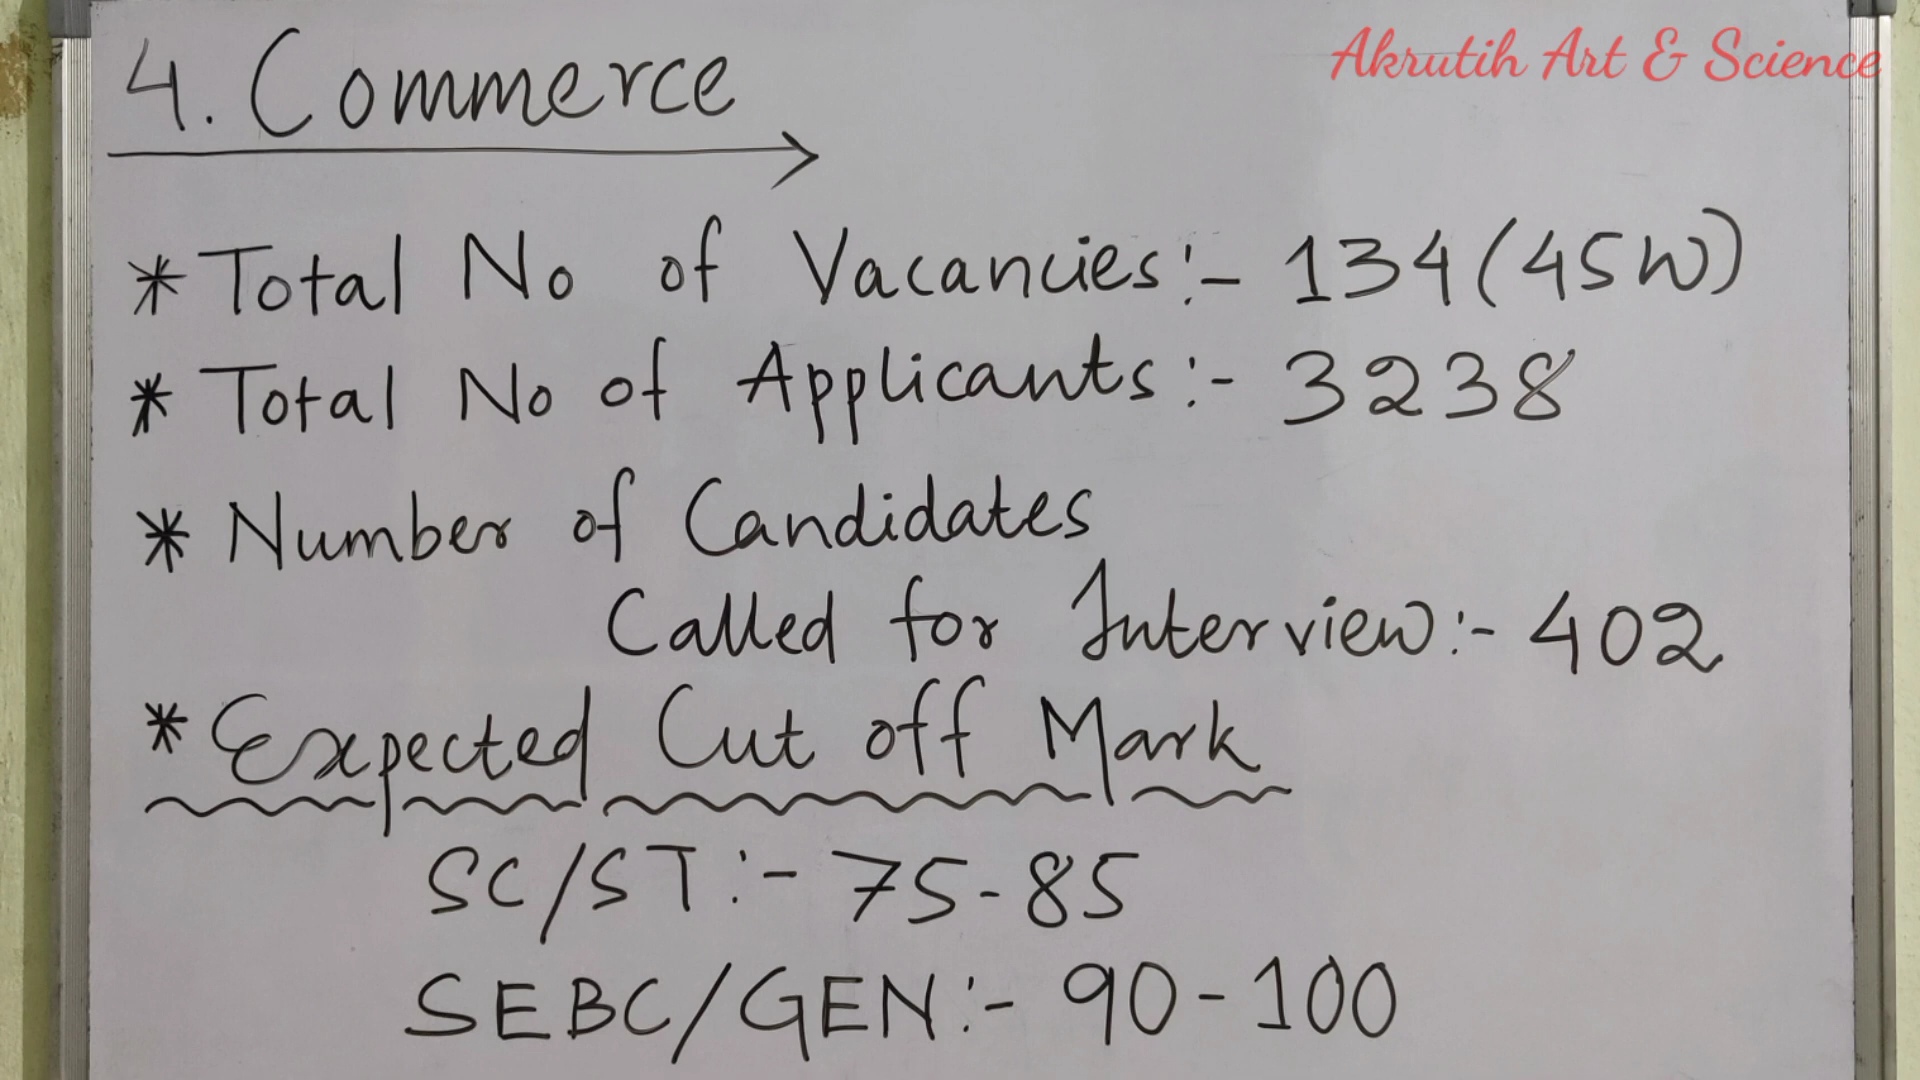 4. Commerce
Akrutih Art & Science
* Total No of Vacancies:- 134 (45W)
* Total No of Applicants:- 3238
* Number of Candidates
Called for Interview:- 402
* Expected Cut off Mark
SC/ST:- 75-85
SEBC/GEN:- 90-100